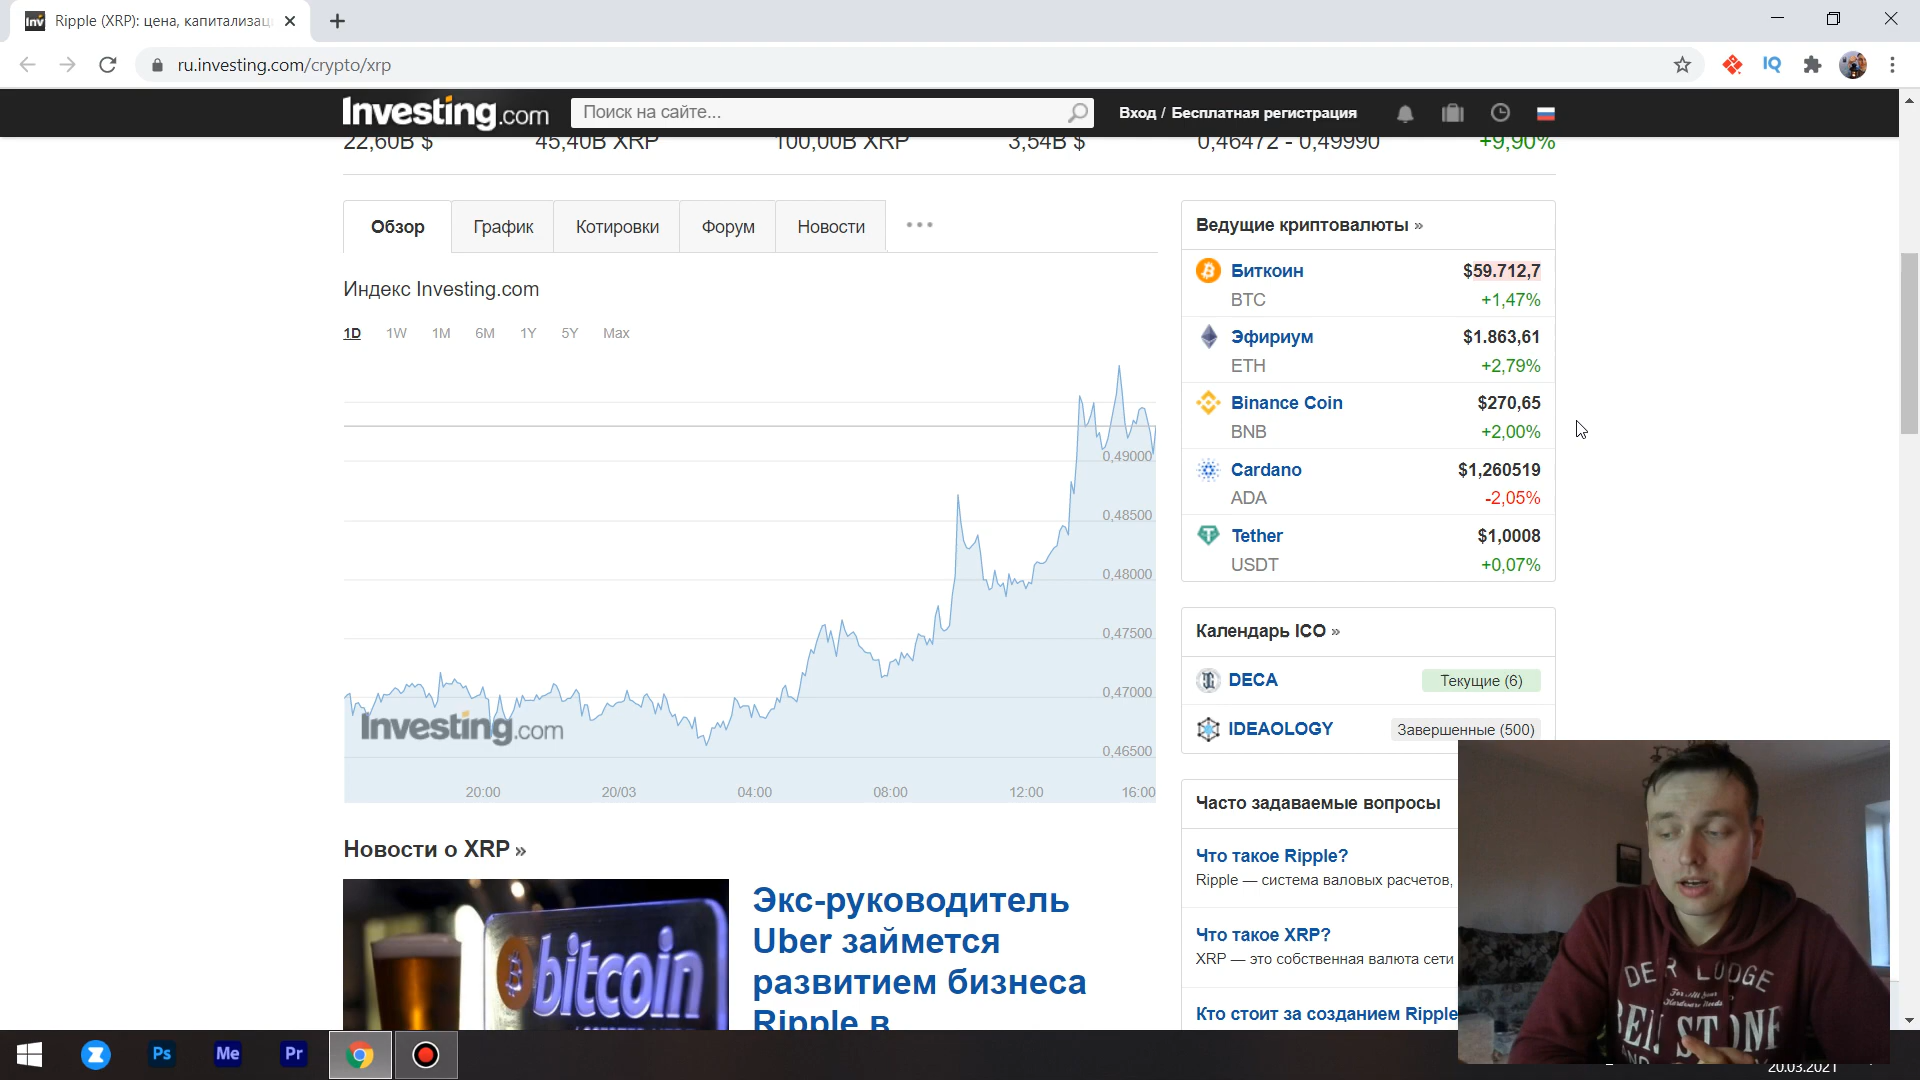 Ripple (XRP): цена, капитализац
ru.investing.com/crypto/xrp
IQ
Investing.com
Поиск на сайте...
Вход / Бесплатная регистрация
22,60B $ 45,40B XRP 100,00B XRP 3,54B $ 0,46472 - 0,49990 +9,90%
Обзор График Котировки Форум Новости
Индекс Investing.com
1D 1W 1M 6M 1Y 5Y Max
0,49000
0,48500
0,48000
0,47500
0,47000
0,46500
Investing.com
20:00 20/03 04:00 08:00 12:00 16:00
Новости о XRP »
bitcoin
Экс-руководитель
Uber займется
развитием бизнеса
Ripple в
Ведущие криптовалюты »
Биткоин $59.712,7
BTC +1,47%
Эфириум $1.863,61
ETH +2,79%
Binance Coin $270,65
BNB +2,00%
Cardano $1,260519
ADA -2,05%
Tether $1,0008
USDT +0,07%
Календарь ICO »
DECA Текущие (6)
IDEAOLOGY Завершенные (500)
Часто задаваемые вопросы
Что такое Ripple?
Ripple — система валовых расчетов,
Что такое XRP?
XRP — это собственная валюта сети
Кто стоит за созданием Ripple
Ps Me Pr
20.03.2021